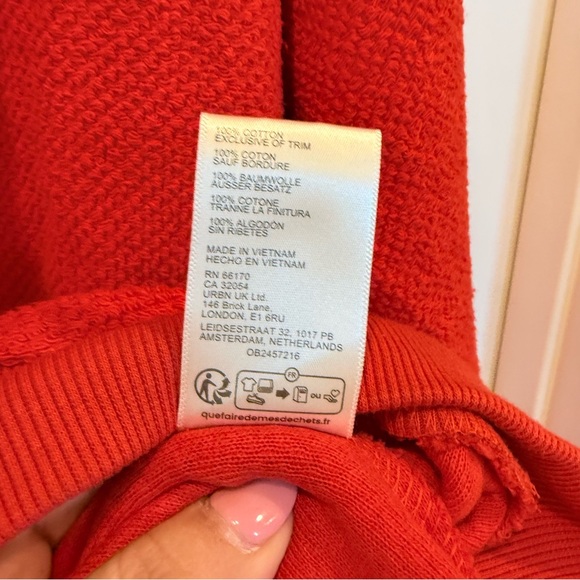 100% COTTON
EXCLUSIVE OF TRIM
100% COTON
SAUF BORDURE
100% BAUMWOLLE
AUSSER BESATZ
100% COTONE
TRANNE LA FINITURA
100% ALGODÓN
SIN RIBETES
MADE IN VIETNAM
HECHO EN VIETNAM
RN 66170
CA 32054
URBN UK Ltd.
146 Brick Lane,
LONDON, E1 6RU
LEIDSESTRAAT 32, 1017 PB
AMSTERDAM, NETHERLANDS
OB2457216
FR
OU
quefairedemesdechets.fr